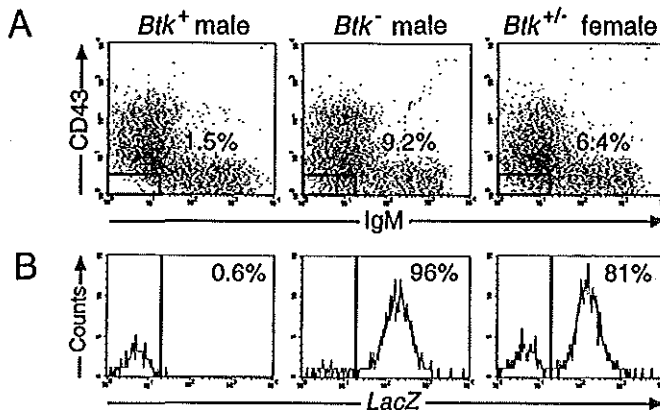 A
Btk+ male
Btk- male
Btk+/- female
CD43
1.5%
9.2%
6.4%
IgM
B
Counts
0.6%
96%
81%
LacZ